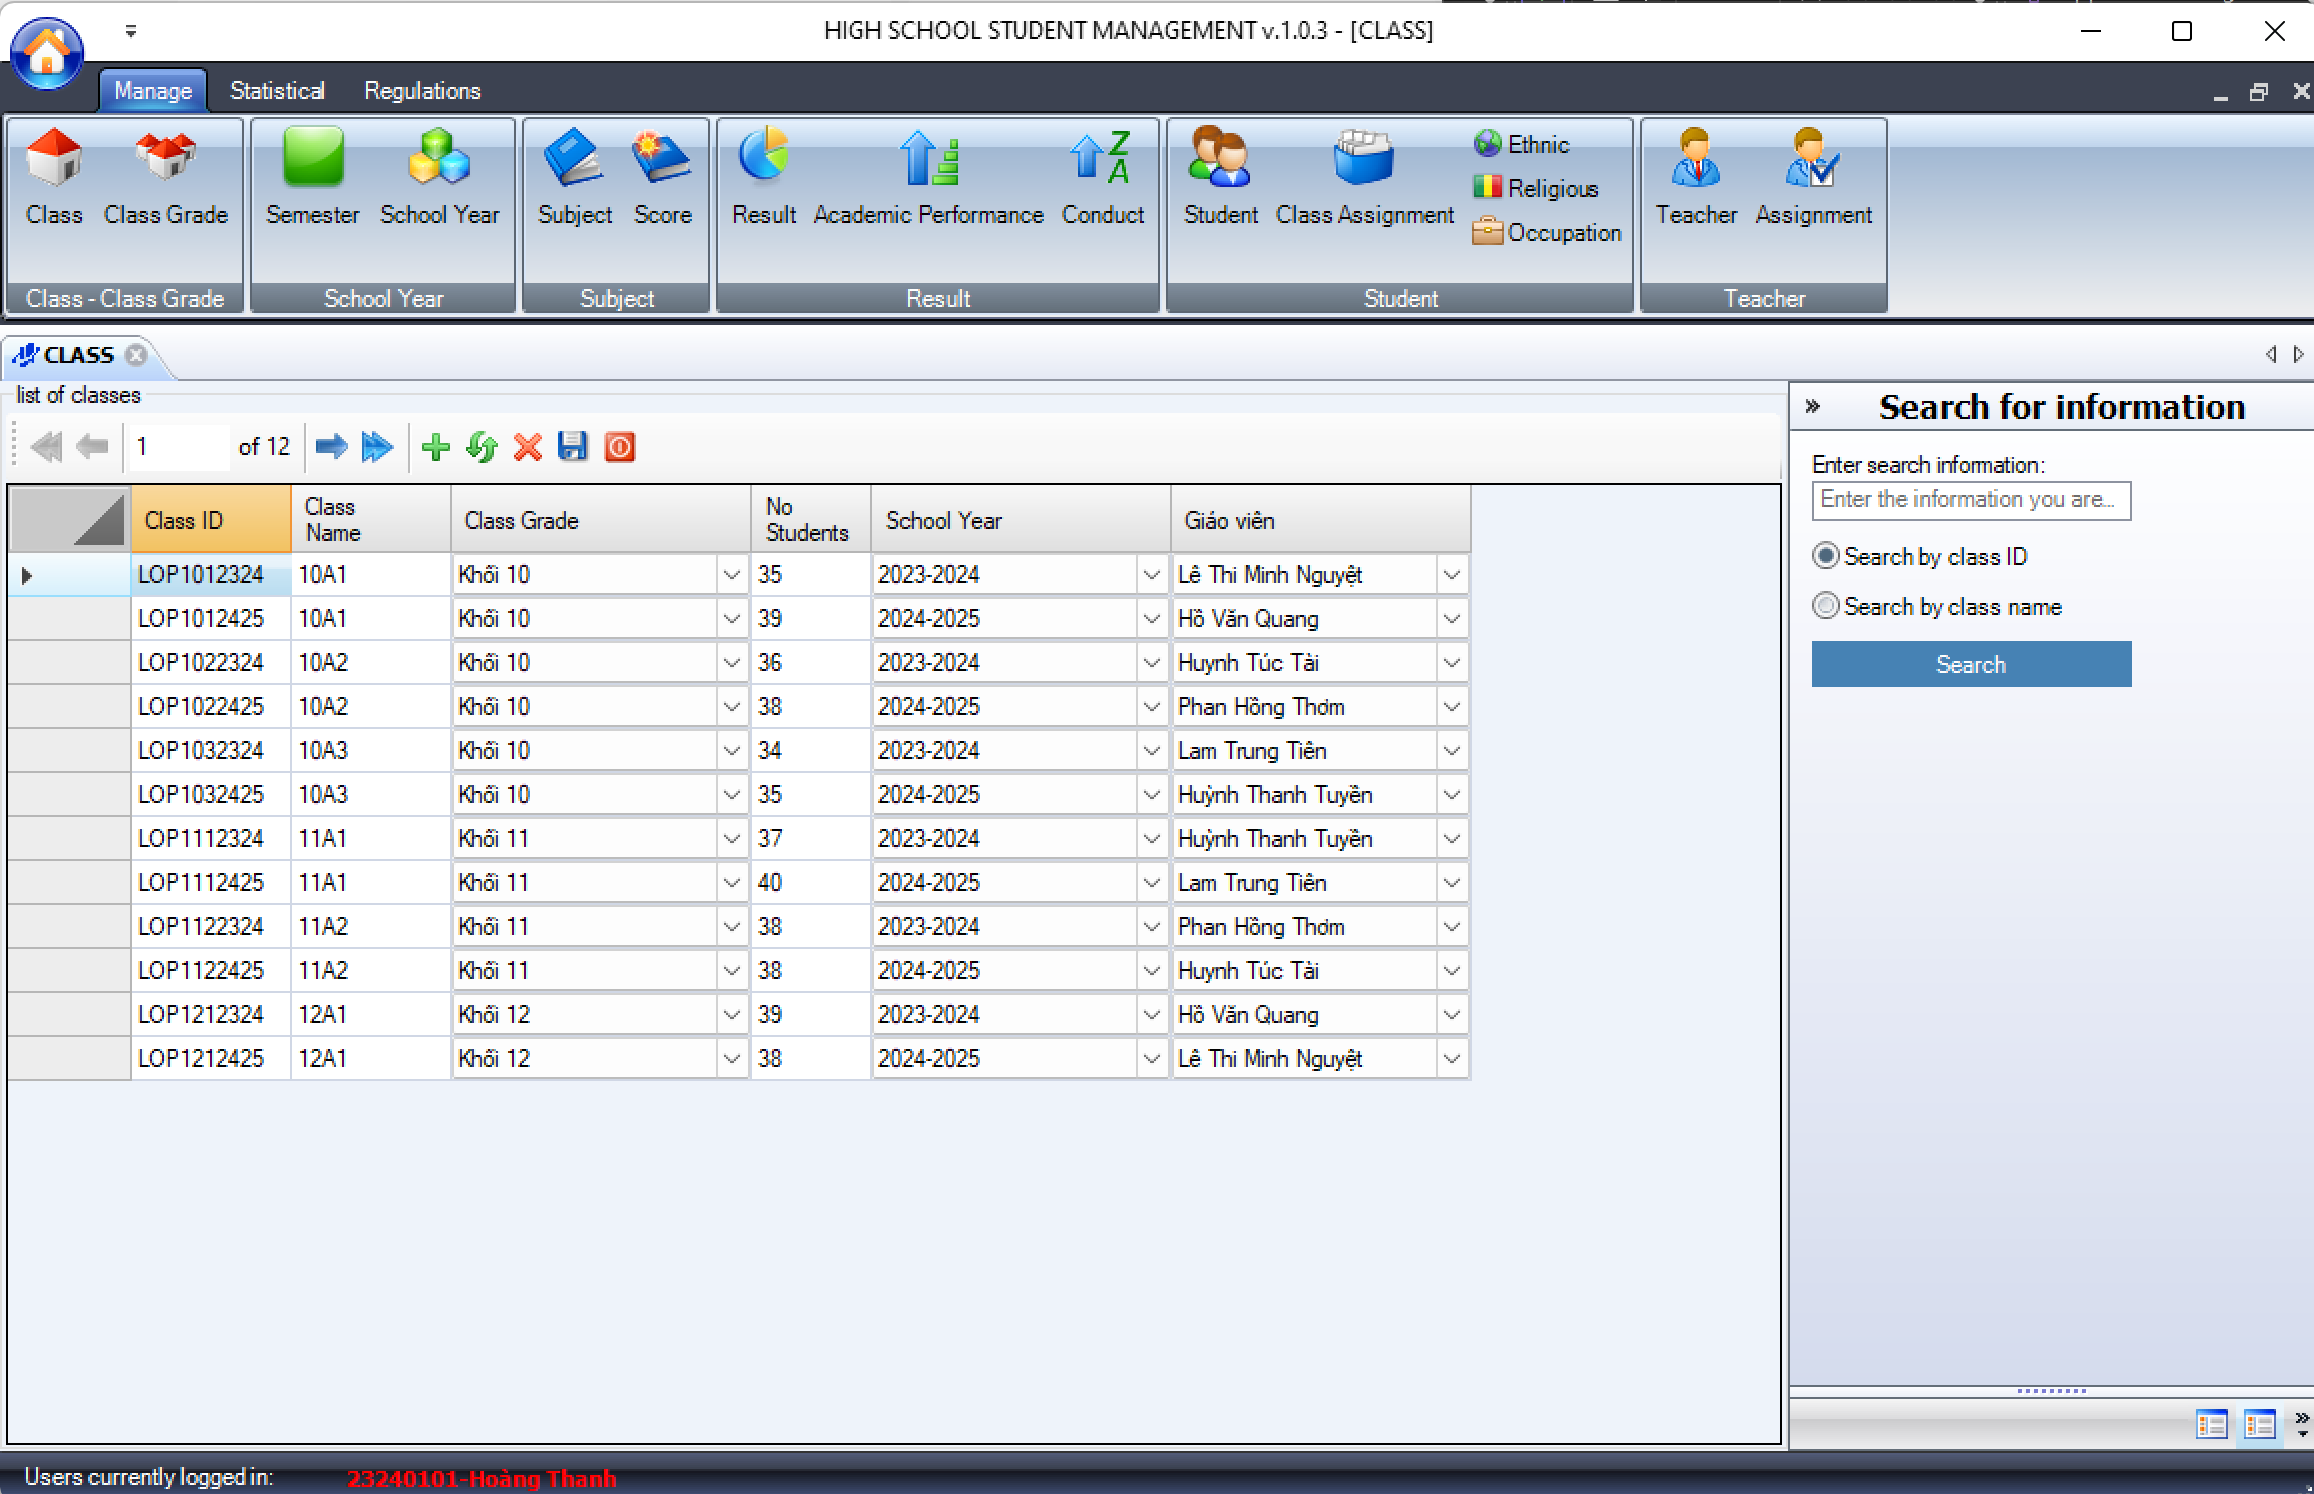 HIGH SCHOOL STUDENT MANAGEMENT v.1.0.3 - [CLASS]
Manage Statistical Regulations
Class Class Grade Semester School Year Subject Score Result Academic Performance Conduct Student Class Assignment Ethnic Religious Occupation Teacher Assignment
Class - Class Grade School Year Subject Result Student Teacher
CLASS
list of classes
1 of 12
Class ID Class Name Class Grade No Students School Year Giáo viên
LOP1012324 10A1 Khối 10 35 2023-2024 Lê Thi Minh Nguyệt
LOP1012425 10A1 Khối 10 39 2024-2025 Hồ Văn Quang
LOP1022324 10A2 Khối 10 36 2023-2024 Huynh Túc Tài
LOP1022425 10A2 Khối 10 38 2024-2025 Phan Hồng Thơm
LOP1032324 10A3 Khối 10 34 2023-2024 Lam Trung Tiên
LOP1032425 10A3 Khối 10 35 2024-2025 Huỳnh Thanh Tuyền
LOP1112324 11A1 Khối 11 37 2023-2024 Huỳnh Thanh Tuyền
LOP1112425 11A1 Khối 11 40 2024-2025 Lam Trung Tiên
LOP1122324 11A2 Khối 11 38 2023-2024 Phan Hồng Thơm
LOP1122425 11A2 Khối 11 38 2024-2025 Huynh Túc Tài
LOP1212324 12A1 Khối 12 39 2023-2024 Hồ Văn Quang
LOP1212425 12A1 Khối 12 38 2024-2025 Lê Thi Minh Nguyệt
Search for information
Enter search information:
Enter the information you are...
Search by class ID
Search by class name
Search
Users currently logged in: 23240101-Hoàng Thanh